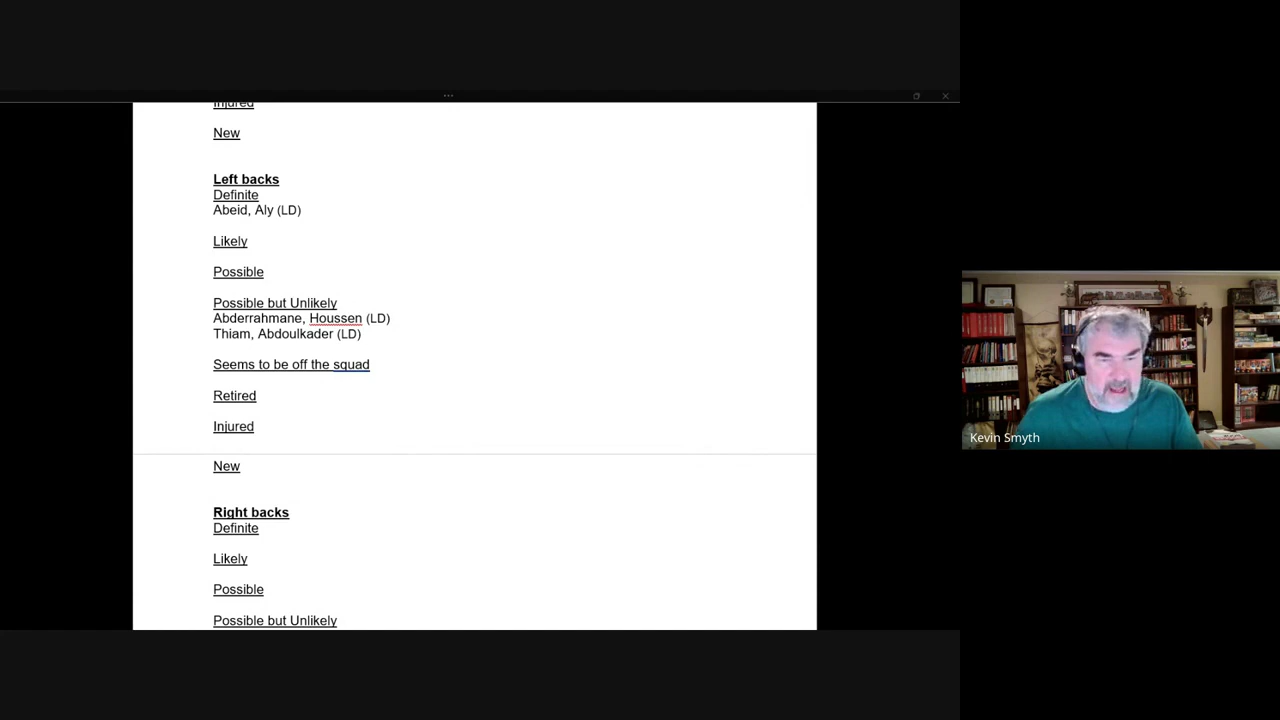 Injured
New
Left backs
Definite
Abeid, Aly (LD)
Likely
Possible
Possible but Unlikely
Abderrahmane, Houssen (LD)
Thiam, Abdoulkader (LD)
Seems to be off the squad
Retired
Injured
New
Right backs
Definite
Likely
Possible
Possible but Unlikely
Kevin Smyth